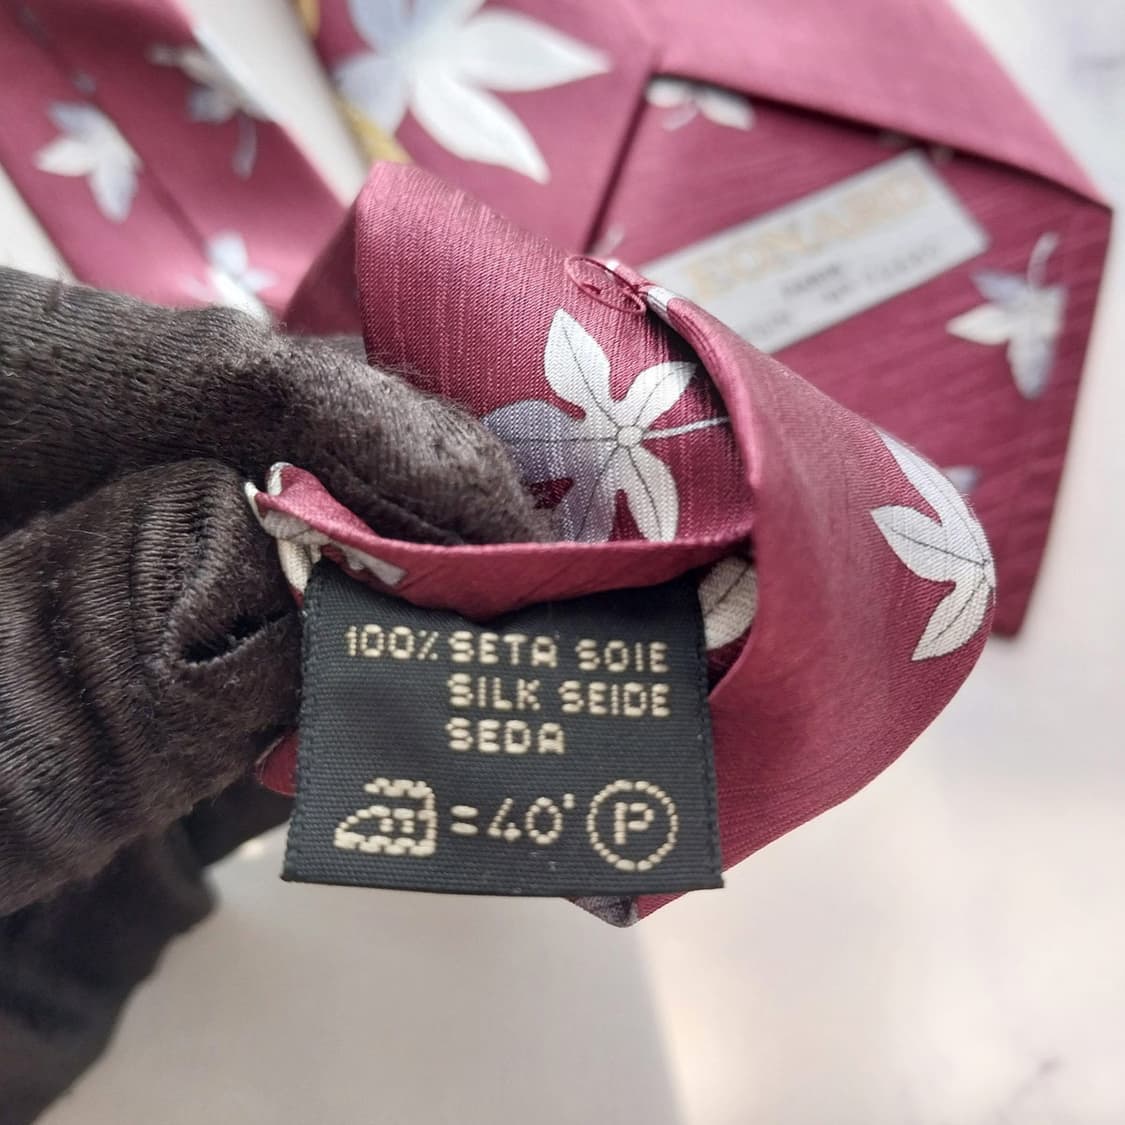 100% SETA SOIE
SILK SEIDE
SEDA
=40° P